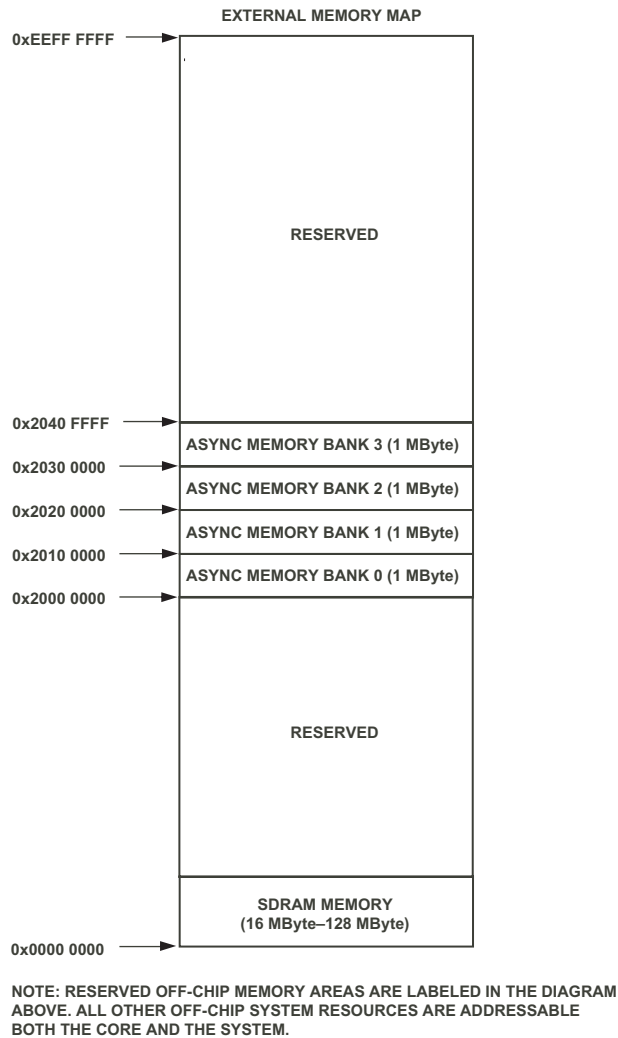 EXTERNAL MEMORY MAP
0xEEFF FFFF
RESERVED
0x2040 FFFF
ASYNC MEMORY BANK 3 (1 MByte)
0x2030 0000
ASYNC MEMORY BANK 2 (1 MByte)
0x2020 0000
ASYNC MEMORY BANK 1 (1 MByte)
0x2010 0000
ASYNC MEMORY BANK 0 (1 MByte)
0x2000 0000
RESERVED
SDRAM MEMORY
(16 MByte–128 MByte)
0x0000 0000
NOTE: RESERVED OFF-CHIP MEMORY AREAS ARE LABELED IN THE DIAGRAM
ABOVE. ALL OTHER OFF-CHIP SYSTEM RESOURCES ARE ADDRESSABLE
BOTH THE CORE AND THE SYSTEM.